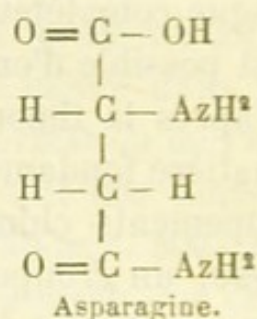 O = C — OH
H — C — AzH²
H — C — H
O = C — AzH²
Asparagine.